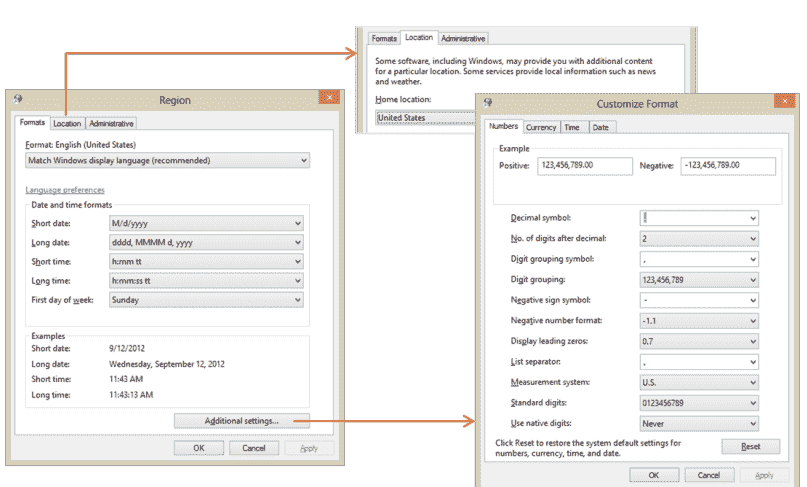 Formats Location Administrative
Some software, including Windows, may provide you with additional content
for a particular location. Some services provide local information such as news
and weather.
Home location:
United States
Region
Formats Location Administrative
Format: English (United States)
Match Windows display language (recommended)
Language preferences
Date and time formats
Short date: M/d/yyyy
Long date: dddd, MMMM d, yyyy
Short time: h:mm tt
Long time: h:mm:ss tt
First day of week: Sunday
Examples
Short date: 9/12/2012
Long date: Wednesday, September 12, 2012
Short time: 11:43 AM
Long time: 11:43:13 AM
Additional settings...
OK Cancel Apply
Customize Format
Numbers Currency Time Date
Example
Positive: 123,456,789.00 Negative: -123,456,789.00
Decimal symbol:
No. of digits after decimal: 2
Digit grouping symbol: ,
Digit grouping: 123,456,789
Negative sign symbol: -
Negative number format: -1.1
Display leading zeros: 0.7
List separator: ,
Measurement system: U.S.
Standard digits: 0123456789
Use native digits: Never
Click Reset to restore the system default settings for
numbers, currency, time, and date.
Reset
OK Cancel Apply